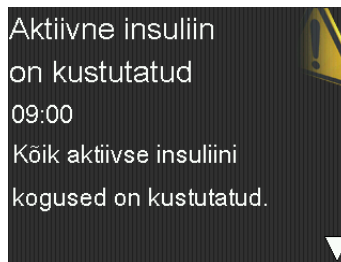 Aktiivne insuliin
on kustutatud
09:00
Kõik aktiivse insuliini
kogused on kustutatud.